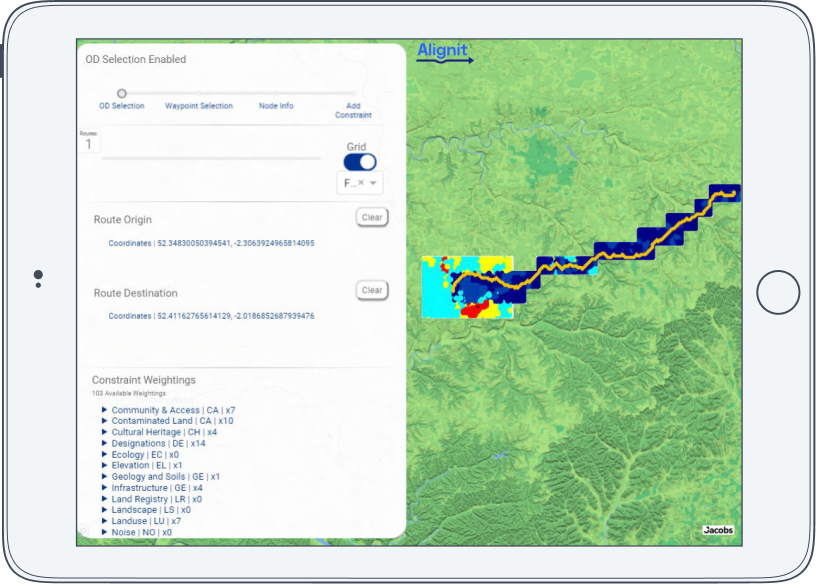 Alignit
OD Selection Enabled
OD Selection
Waypoint Selection
Node Info
Add
Constraint
Routes
1
Grid
F...×
Route Origin
Clear
Coordinates | 52.34830050394541, -2.3063924965814095
Route Destination
Clear
Coordinates | 52.41162765614129, -2.0186852687939476
Constraint Weightings
103 Available Weightings
Community & Access | CA | x7
Contaminated Land | CA | x10
Cultural Heritage | CH | x4
Designations | DE | x14
Ecology | EC | x0
Elevation | EL | x1
Geology and Soils | GE | x1
Infrastructure | GE | x4
Land Registry | LR | x0
Landscape | LS | x0
Landuse | LU | x7
Noise | NO | x0
Jacobs